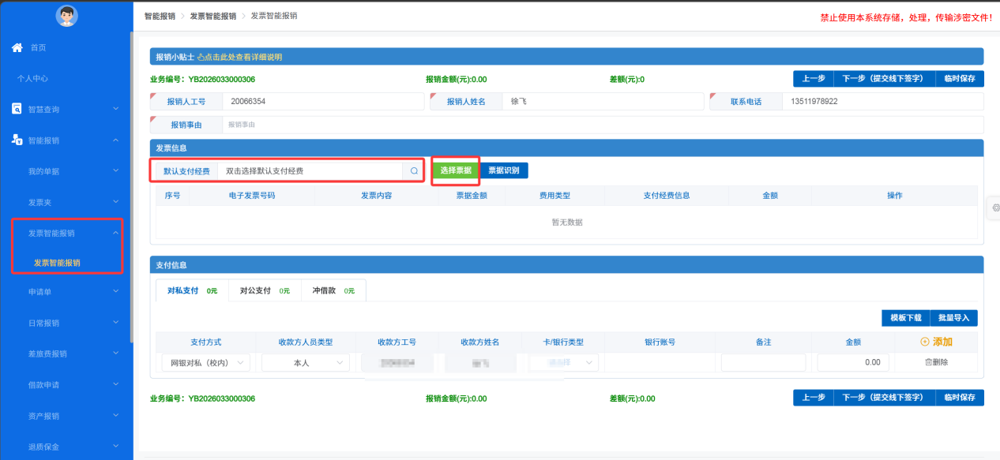 智能报销 > 发票智能报销 > 发票智能报销
禁止使用本系统存储，处理，传输涉密文件！
首页
个人中心
智慧查询
智能报销
我的单据
发票夹
发票智能报销
发票智能报销
申请单
日常报销
差旅费报销
借款申请
资产报销
退质保金
报销小贴士 点击此处查看详细说明
业务编号：YB2026033000306 报销金额(元):0.00 差额(元):0 上一步 下一步（提交线下签字） 临时保存
报销人工号 20066354 报销人姓名 徐飞 联系电话 13511978922
报销事由 报销事由
发票信息
默认支付经费 双击选择默认支付经费 选择票据 票据识别
序号 电子发票号码 发票内容 票据金额 费用类型 支付经费信息 金额 操作
暂无数据
支付信息
对私支付 0元 对公支付 0元 冲借款 0元
模板下载 批量导入
支付方式 收款方人员类型 收款方工号 收款方姓名 卡/银行类型 银行账号 备注 金额 添加
网银对私（校内） 本人 0.00 删除
业务编号：YB2026033000306 报销金额(元):0.00 差额(元):0.00 上一步 下一步（提交线下签字） 临时保存